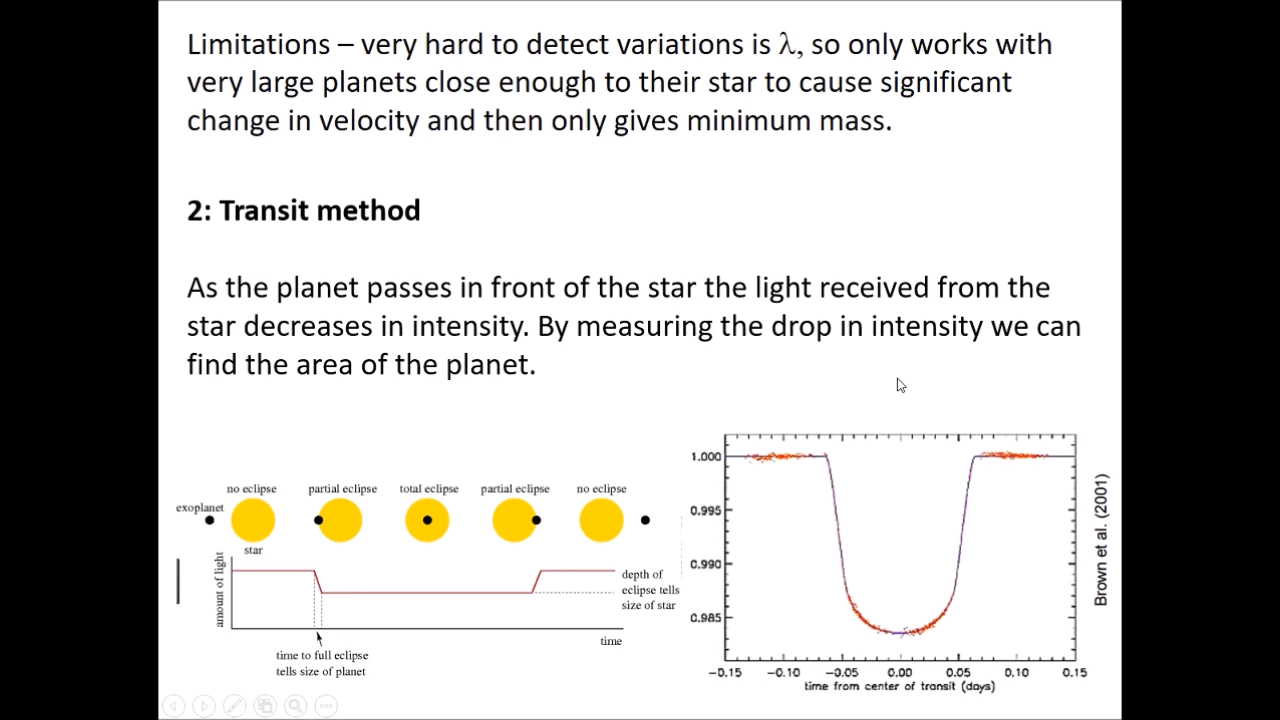 Limitations – very hard to detect variations is λ, so only works with
very large planets close enough to their star to cause significant
change in velocity and then only gives minimum mass.
2: Transit method
As the planet passes in front of the star the light received from the
star decreases in intensity. By measuring the drop in intensity we can
find the area of the planet.
no eclipse partial eclipse total eclipse partial eclipse no eclipse
exoplanet
star
amount of light
depth of
eclipse tells
size of star
time
time to full eclipse
tells size of planet
1.000
0.995
0.990
0.985
−0.15 −0.10 −0.05 0.00 0.05 0.10 0.15
time from center of transit (days)
Brown et al. (2001)